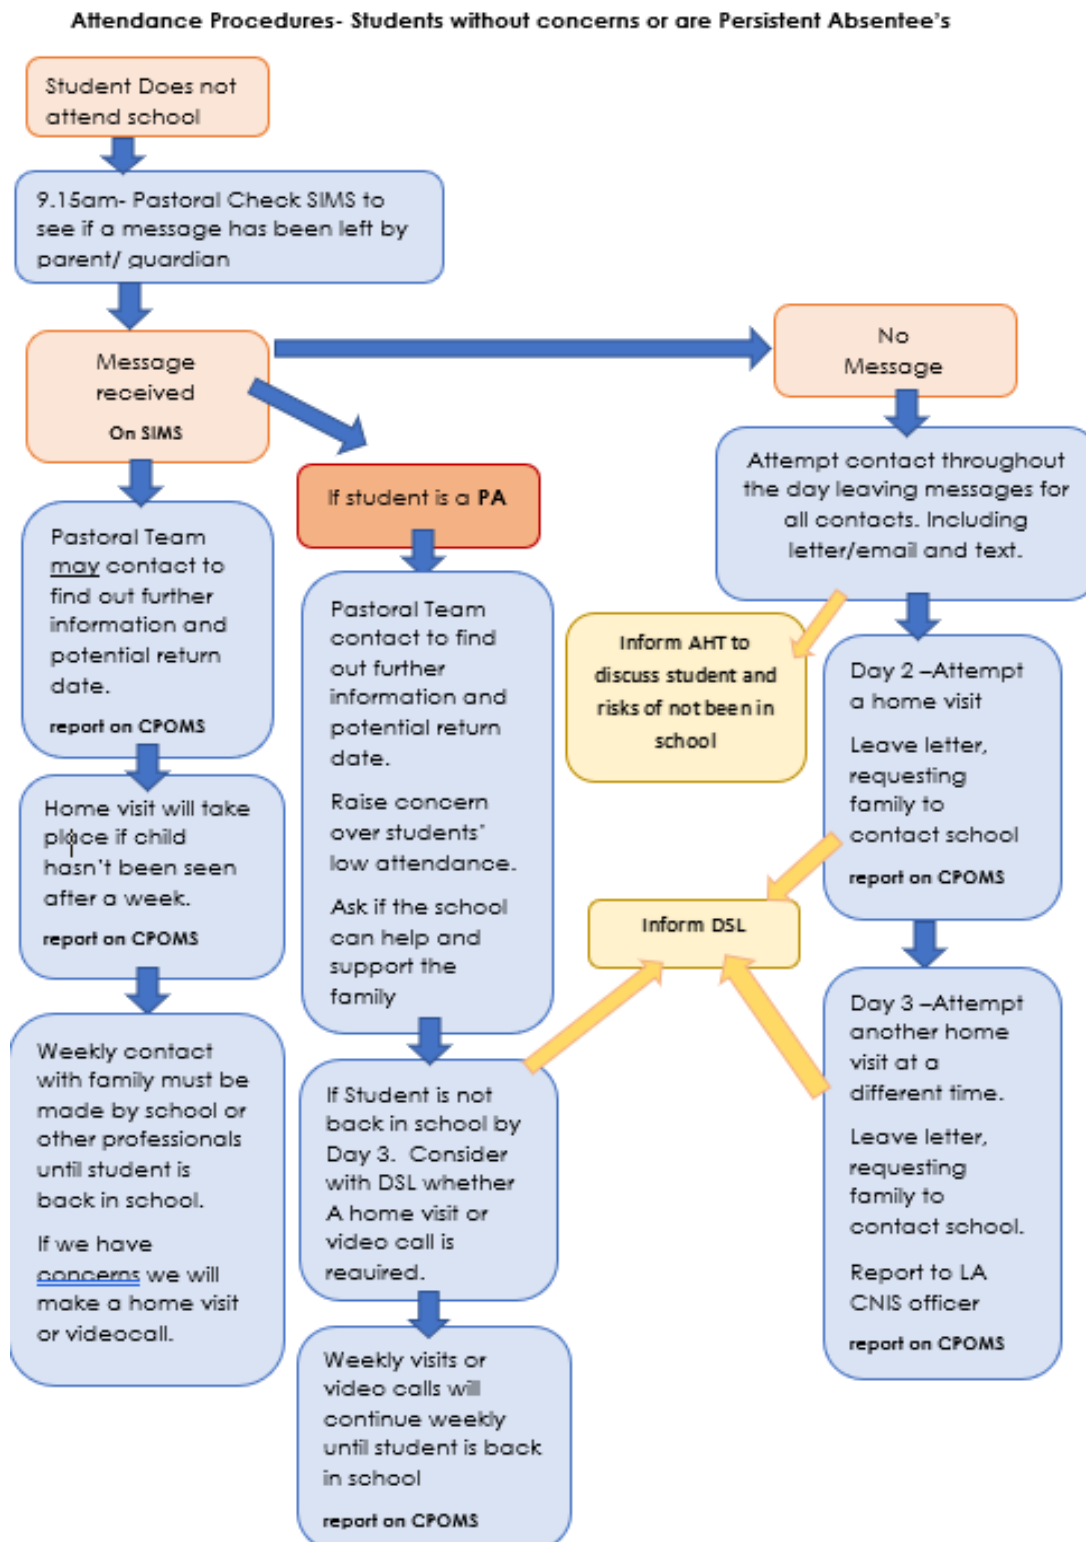 Attendance Procedures- Students without concerns or are Persistent Absentee's
Student Does not
attend school
9.15am- Pastoral Check SIMS to
see if a message has been left by
parent/ guardian
Message
received
On SIMS
No
Message
If student is a PA
Pastoral Team
may contact to
find out further
information and
potential return
date.
report on CPOMS
Home visit will take
place if child
hasn't been seen
after a week.
report on CPOMS
Weekly contact
with family must be
made by school or
other professionals
until student is
back in school.
If we have
concerns we will
make a home visit
or videocall.
Pastoral Team
contact to find
out further
information and
potential return
date.
Raise concern
over students'
low attendance.
Ask if the school
can help and
support the
family
If Student is not
back in school by
Day 3. Consider
with DSL whether
A home visit or
video call is
required.
Weekly visits or
video calls will
continue weekly
until student is back
in school
report on CPOMS
Attempt contact throughout
the day leaving messages for
all contacts. Including
letter/email and text.
Inform AHT to
discuss student and
risks of not been in
school
Day 2 –Attempt
a home visit
Leave letter,
requesting
family to
contact school
report on CPOMS
Inform DSL
Day 3 –Attempt
another home
visit at a
different time.
Leave letter,
requesting
family to
contact school.
Report to LA
CNIS officer
report on CPOMS